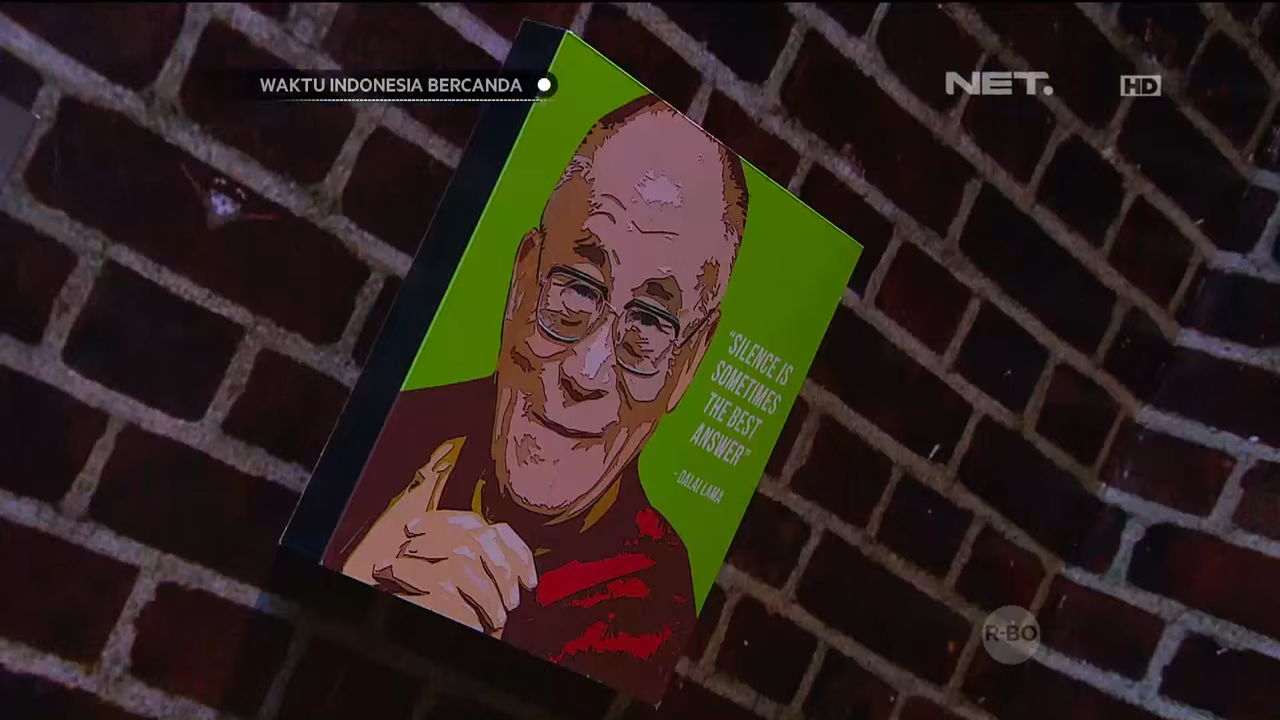 WAKTU INDONESIA BERCANDA
NET.
HD
"SILENCE IS
SOMETIMES
THE BEST
ANSWER"
-DALAI LAMA
R-BO